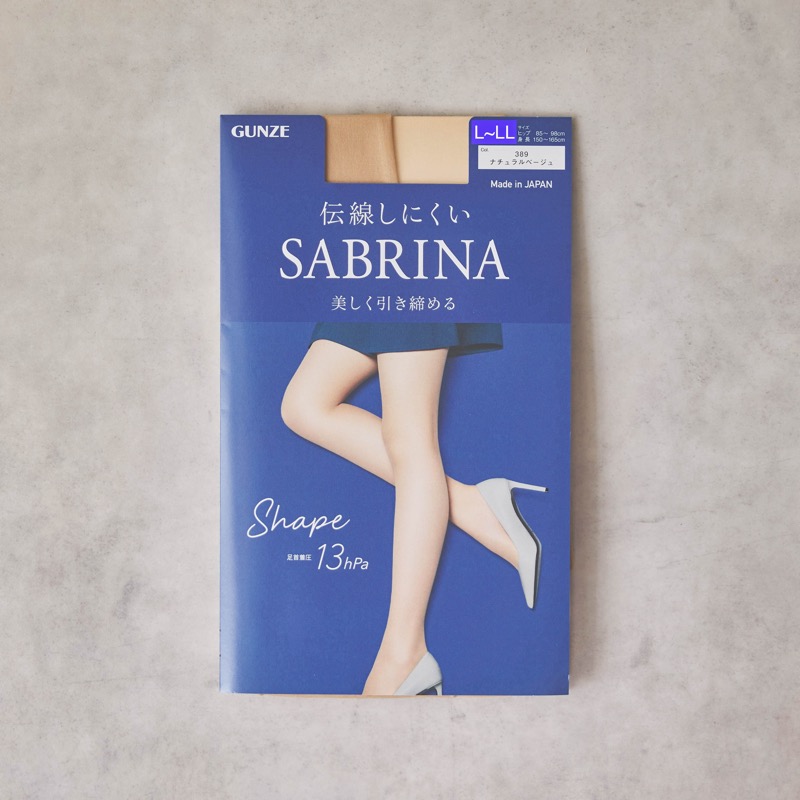 GUNZE
L~LL
サイズ
ヒップ 85〜98cm
身長 150〜165cm
Col.
389
ナチュラルベージュ
Made in JAPAN
伝線しにくい
SABRINA
美しく引き締める
Shape
足首着圧 13hPa